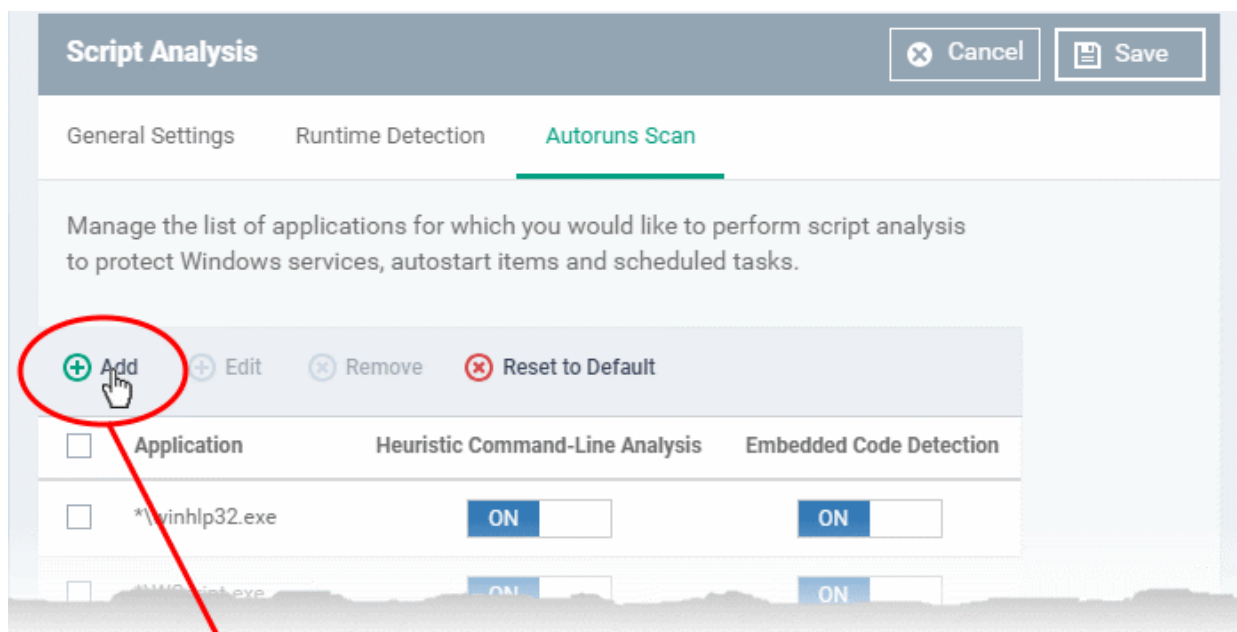 Script Analysis
Cancel
Save
General Settings Runtime Detection Autoruns Scan
Manage the list of applications for which you would like to perform script analysis
to protect Windows services, autostart items and scheduled tasks.
Add Edit Remove Reset to Default
Application Heuristic Command-Line Analysis Embedded Code Detection
*\winhlp32.exe ON ON
ON ON